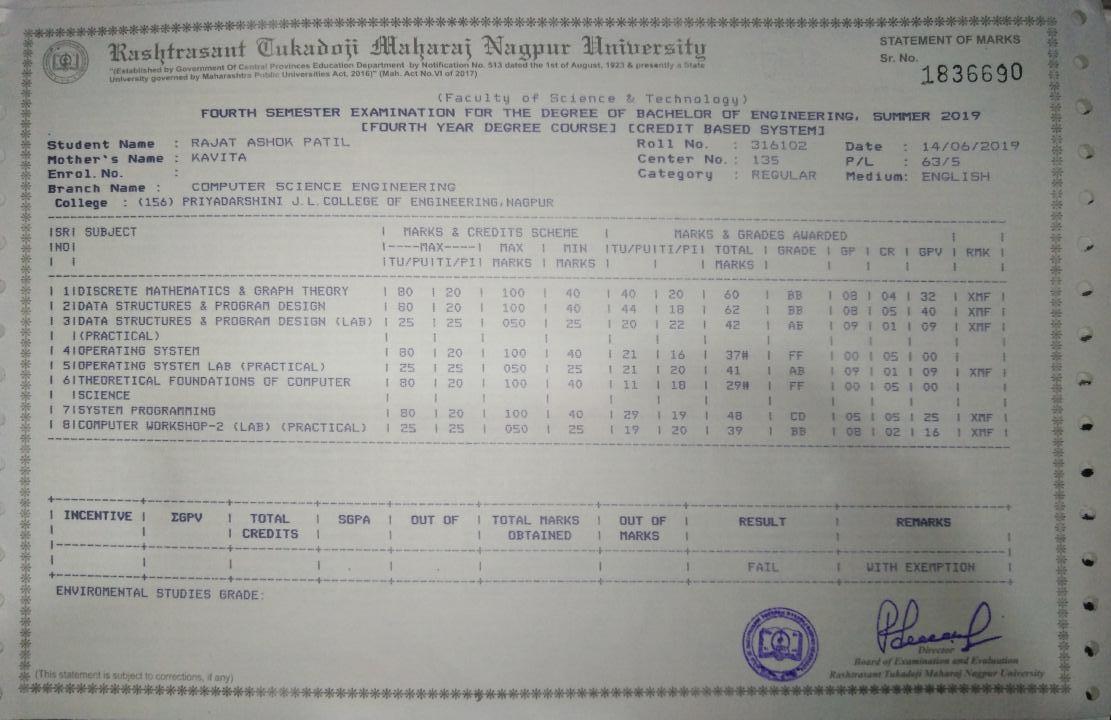 Rashtrasant Tukadoji Maharaj Nagpur University
"(Established by Government Of Central Provinces Education Department by Notification No. 513 dated the 1st of August, 1923 & presently a State
University governed by Maharashtra Public Universities Act, 2016)" (Mah. Act No.VI of 2017)
STATEMENT OF MARKS
Sr. No. 1836690
(Faculty of Science & Technology)
FOURTH SEMESTER EXAMINATION FOR THE DEGREE OF BACHELOR OF ENGINEERING, SUMMER 2019
[FOURTH YEAR DEGREE COURSE] [CREDIT BASED SYSTEM]
Student Name : RAJAT ASHOK PATIL Roll No. : 316102 Date : 14/06/2019
Mother's Name : KAVITA Center No. : 135 P/L : 63/5
Enrol. No. : Category : REGULAR Medium: ENGLISH
Branch Name : COMPUTER SCIENCE ENGINEERING
College : (156) PRIYADARSHINI J.L.COLLEGE OF ENGINEERING,NAGPUR
|SR| SUBJECT | MARKS & CREDITS SCHEME | MARKS & GRADES AWARDED | |
|NO| |----MAX----| MAX | MIN |TU/PU|TI/PI| TOTAL | GRADE | GP | CR | GPV | RMK |
| | |TU/PU|TI/PI| MARKS | MARKS | | | MARKS | | | | | |
| 1|DISCRETE MATHEMATICS & GRAPH THEORY | 80 | 20 | 100 | 40 | 40 | 20 | 60 | BB | 08 | 04 | 32 | XMF |
| 2|DATA STRUCTURES & PROGRAM DESIGN | 80 | 20 | 100 | 40 | 44 | 18 | 62 | BB | 08 | 05 | 40 | XMF |
| 3|DATA STRUCTURES & PROGRAM DESIGN (LAB) | 25 | 25 | 050 | 25 | 20 | 22 | 42 | AB | 09 | 01 | 09 | XMF |
| |(PRACTICAL) | | | | | | | | | | | | |
| 4|OPERATING SYSTEM | 80 | 20 | 100 | 40 | 21 | 16 | 37# | FF | 00 | 05 | 00 | |
| 5|OPERATING SYSTEM LAB (PRACTICAL) | 25 | 25 | 050 | 25 | 21 | 20 | 41 | AB | 09 | 01 | 09 | XMF |
| 6|THEORETICAL FOUNDATIONS OF COMPUTER | 80 | 20 | 100 | 40 | 11 | 18 | 29# | FF | 00 | 05 | 00 | |
| |SCIENCE | | | | | | | | | | | | |
| 7|SYSTEM PROGRAMMING | 80 | 20 | 100 | 40 | 29 | 19 | 48 | CD | 05 | 05 | 25 | XMF |
| 8|COMPUTER WORKSHOP-2 (LAB) (PRACTICAL) | 25 | 25 | 050 | 25 | 19 | 20 | 39 | BB | 08 | 02 | 16 | XMF |
| INCENTIVE | ΣGPV | TOTAL | SGPA | OUT OF | TOTAL MARKS | OUT OF | RESULT | REMARKS |
| | | CREDITS | | | OBTAINED | MARKS | | |
| | | | | | | | FAIL | WITH EXEMPTION |
ENVIROMENTAL STUDIES GRADE:
Director
Board of Examination and Evaluation
Rashtrasant Tukadoji Maharaj Nagpur University
(This statement is subject to corrections, if any)